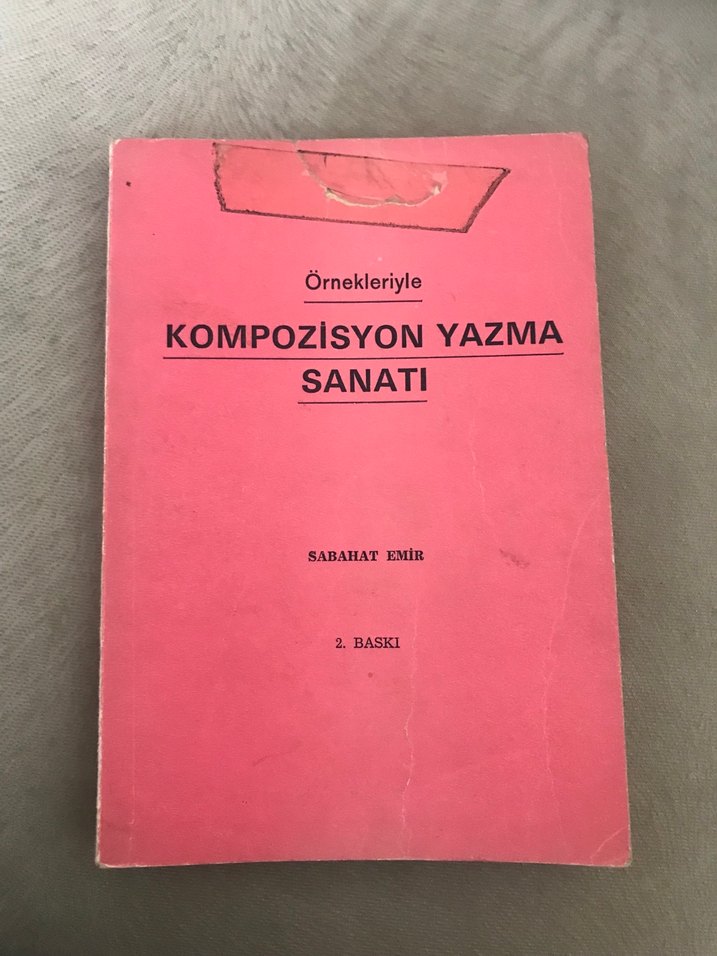 Örnekleriyle
KOMPOZİSYON YAZMA
SANATI
SABAHAT EMİR
2. BASKI